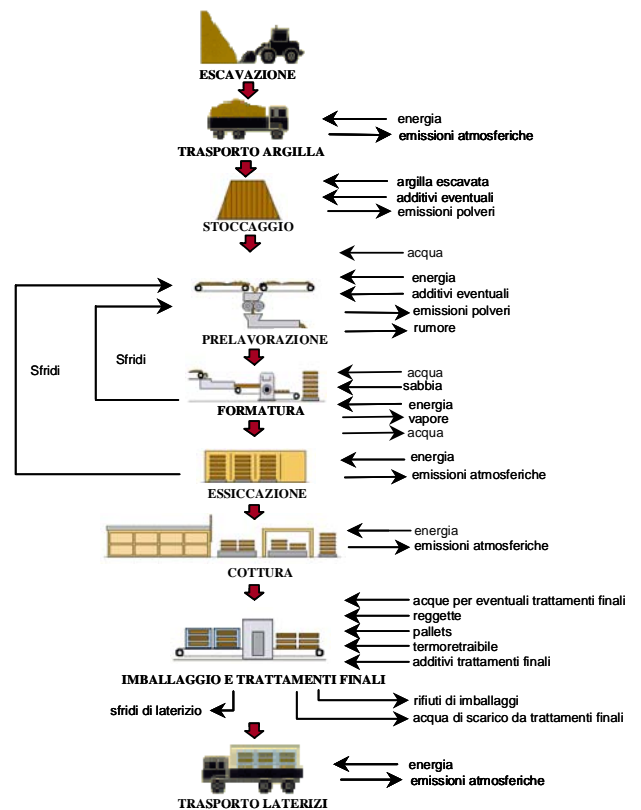 ESCAVAZIONE
energia
emissioni atmosferiche
TRASPORTO ARGILLA
argilla escavata
additivi eventuali
emissioni polveri
STOCCAGGIO
acqua
energia
additivi eventuali
emissioni polveri
rumore
PRELAVORAZIONE
Sfridi
Sfridi
acqua
sabbia
energia
vapore
acqua
FORMATURA
energia
emissioni atmosferiche
ESSICCAZIONE
energia
emissioni atmosferiche
COTTURA
acque per eventuali trattamenti finali
reggette
pallets
termoretraibile
additivi trattamenti finali
IMBALLAGGIO E TRATTAMENTI FINALI
rifiuti di imballaggi
sfridi di laterizio
acqua di scarico da trattamenti finali
energia
emissioni atmosferiche
TRASPORTO LATERIZI